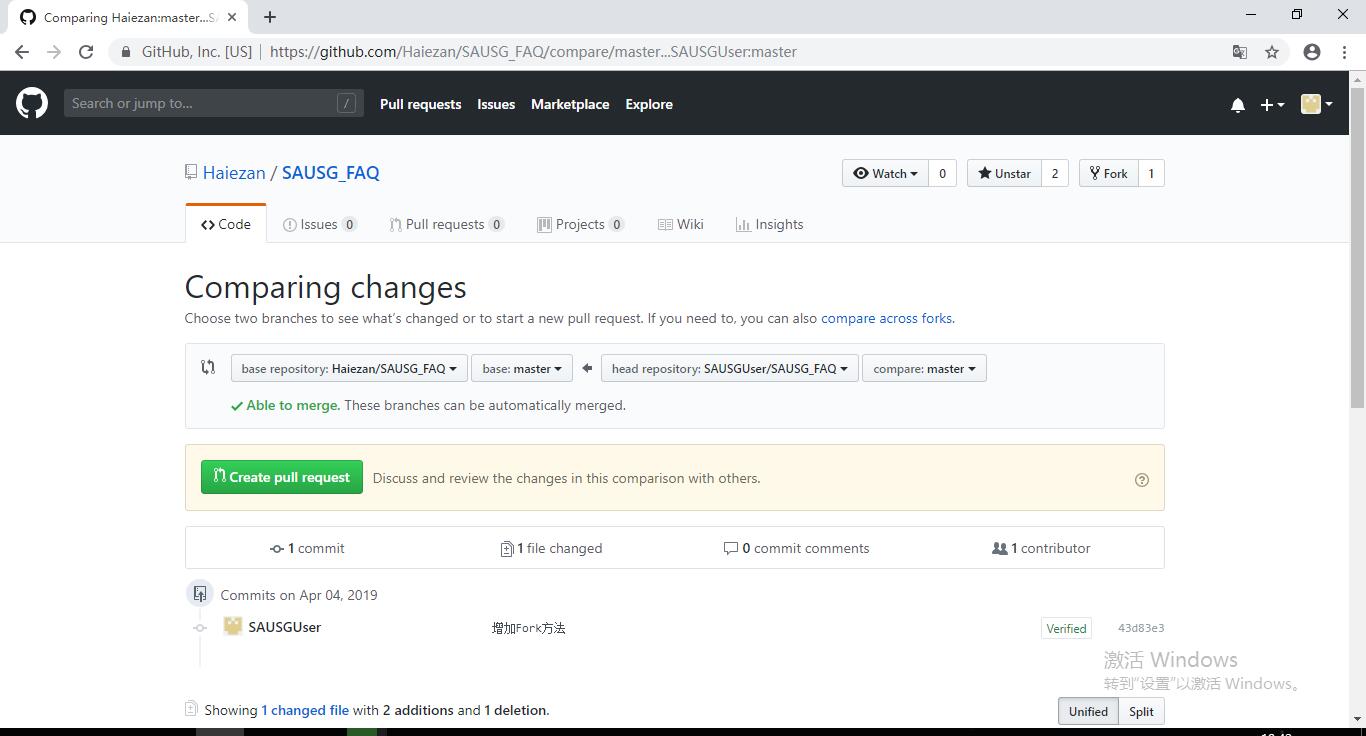 Comparing Haiezan:master...SA
GitHub, Inc. [US] | https://github.com/Haiezan/SAUSG_FAQ/compare/master...SAUSGUser:master
Search or jump to... / Pull requests Issues Marketplace Explore
Haiezan / SAUSG_FAQ Watch 0 Unstar 2 Fork 1
Code Issues 0 Pull requests 0 Projects 0 Wiki Insights
Comparing changes
Choose two branches to see what's changed or to start a new pull request. If you need to, you can also compare across forks.
base repository: Haiezan/SAUSG_FAQ base: master head repository: SAUSGUser/SAUSG_FAQ compare: master
Able to merge. These branches can be automatically merged.
Create pull request Discuss and review the changes in this comparison with others.
1 commit 1 file changed 0 commit comments 1 contributor
Commits on Apr 04, 2019
SAUSGUser 增加Fork方法 Verified 43d83e3
激活 Windows
转到"设置"以激活 Windows。
Showing 1 changed file with 2 additions and 1 deletion. Unified Split